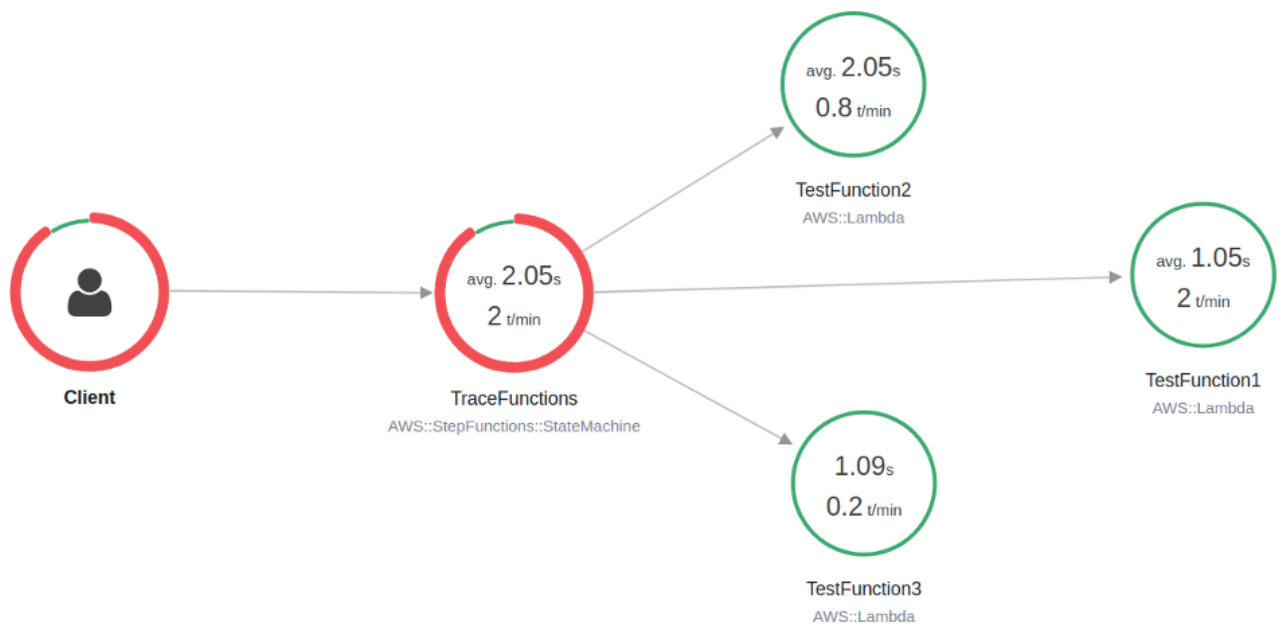 avg. 2.05s
0.8 t/min
TestFunction2
AWS::Lambda
Client
avg. 2.05s
2 t/min
TraceFunctions
AWS::StepFunctions::StateMachine
avg. 1.05s
2 t/min
TestFunction1
AWS::Lambda
1.09s
0.2 t/min
TestFunction3
AWS::Lambda